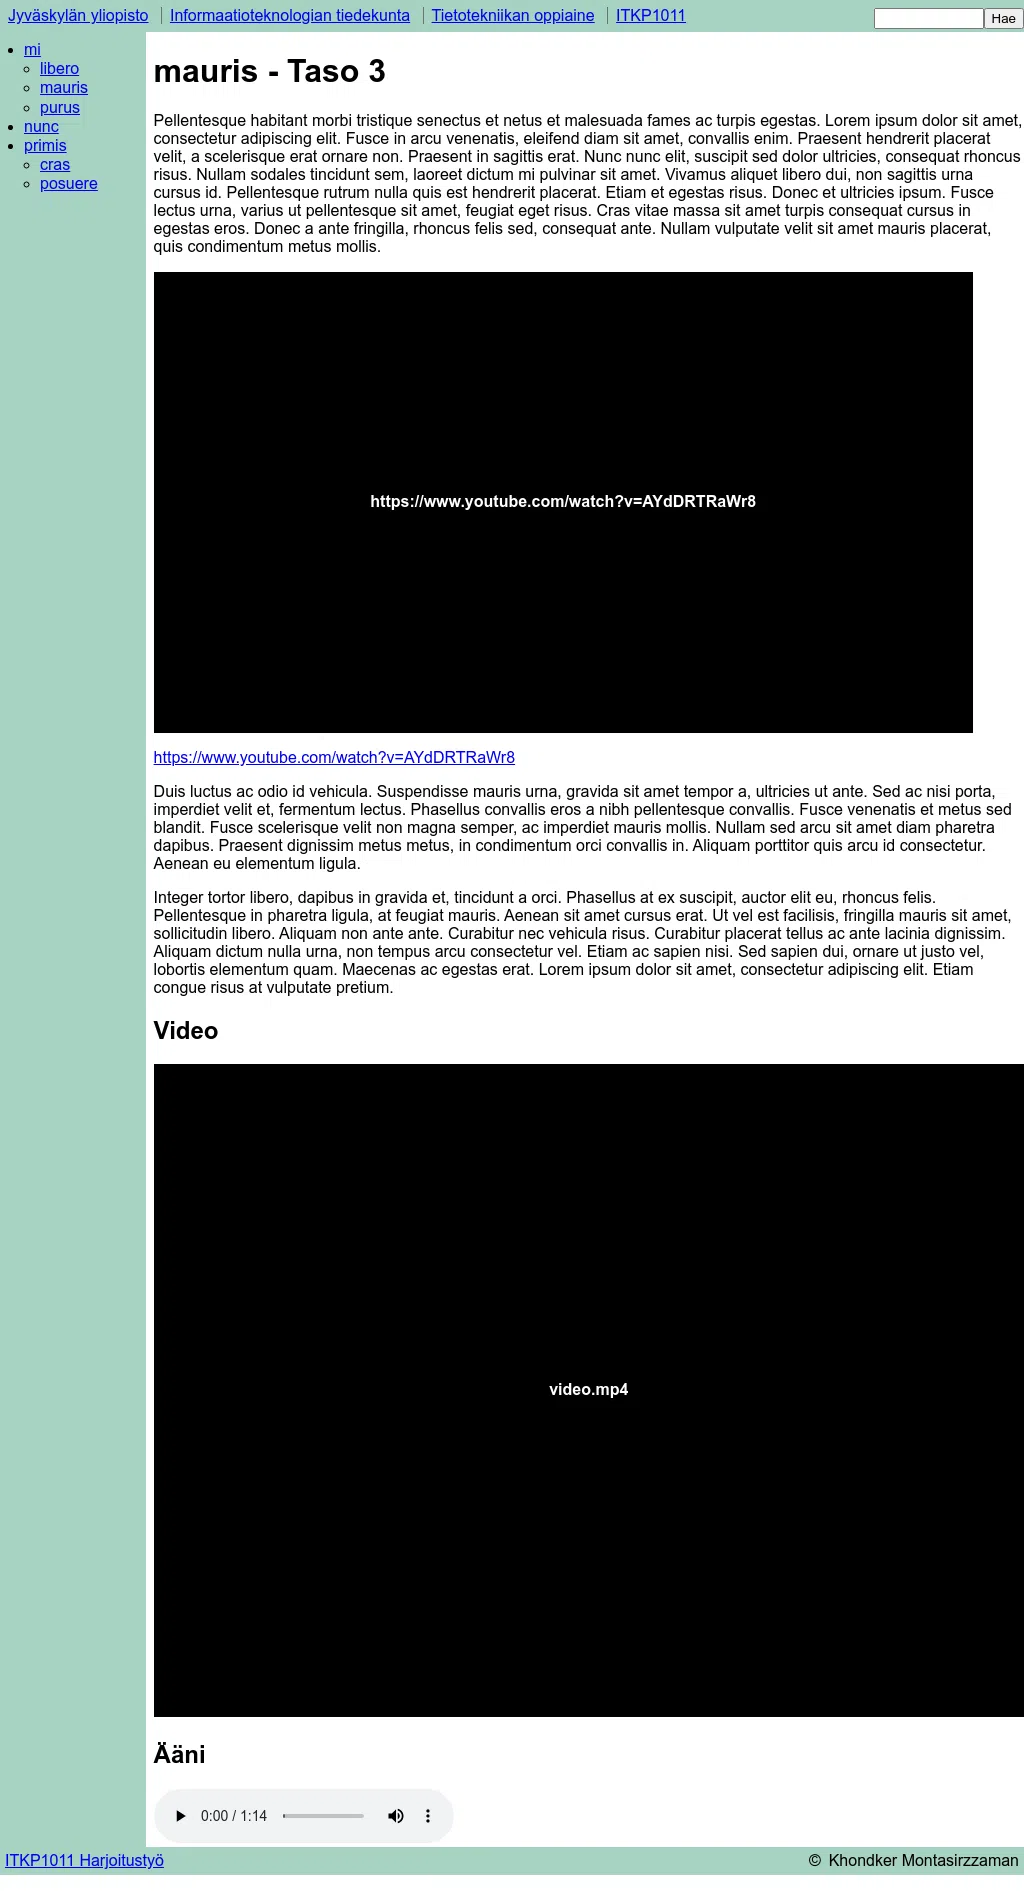 Jyväskylän yliopisto Informaatioteknologian tiedekunta Tietotekniikan oppiaine ITKP1011 Hae
mi
libero
mauris
purus
nunc
primis
cras
posuere
mauris - Taso 3
Pellentesque habitant morbi tristique senectus et netus et malesuada fames ac turpis egestas. Lorem ipsum dolor sit amet,
consectetur adipiscing elit. Fusce in arcu venenatis, eleifend diam sit amet, convallis enim. Praesent hendrerit placerat
velit, a scelerisque erat ornare non. Praesent in sagittis erat. Nunc nunc elit, suscipit sed dolor ultricies, consequat rhoncus
risus. Nullam sodales tincidunt sem, laoreet dictum mi pulvinar sit amet. Vivamus aliquet libero dui, non sagittis urna
cursus id. Pellentesque rutrum nulla quis est hendrerit placerat. Etiam et egestas risus. Donec et ultricies ipsum. Fusce
lectus urna, varius ut pellentesque sit amet, feugiat eget risus. Cras vitae massa sit amet turpis consequat cursus in
egestas eros. Donec a ante fringilla, rhoncus felis sed, consequat ante. Nullam vulputate velit sit amet mauris placerat,
quis condimentum metus mollis.
https://www.youtube.com/watch?v=AYdDRTRaWr8
https://www.youtube.com/watch?v=AYdDRTRaWr8
Duis luctus ac odio id vehicula. Suspendisse mauris urna, gravida sit amet tempor a, ultricies ut ante. Sed ac nisi porta,
imperdiet velit et, fermentum lectus. Phasellus convallis eros a nibh pellentesque convallis. Fusce venenatis et metus sed
blandit. Fusce scelerisque velit non magna semper, ac imperdiet mauris mollis. Nullam sed arcu sit amet diam pharetra
dapibus. Praesent dignissim metus metus, in condimentum orci convallis in. Aliquam porttitor quis arcu id consectetur.
Aenean eu elementum ligula.
Integer tortor libero, dapibus in gravida et, tincidunt a orci. Phasellus at ex suscipit, auctor elit eu, rhoncus felis.
Pellentesque in pharetra ligula, at feugiat mauris. Aenean sit amet cursus erat. Ut vel est facilisis, fringilla mauris sit amet,
sollicitudin libero. Aliquam non ante ante. Curabitur nec vehicula risus. Curabitur placerat tellus ac ante lacinia dignissim.
Aliquam dictum nulla urna, non tempus arcu consectetur vel. Etiam ac sapien nisi. Sed sapien dui, ornare ut justo vel,
lobortis elementum quam. Maecenas ac egestas erat. Lorem ipsum dolor sit amet, consectetur adipiscing elit. Etiam
congue risus at vulputate pretium.
Video
video.mp4
Ääni
0:00 / 1:14
ITKP1011 Harjoitustyö © Khondker Montasirzzaman